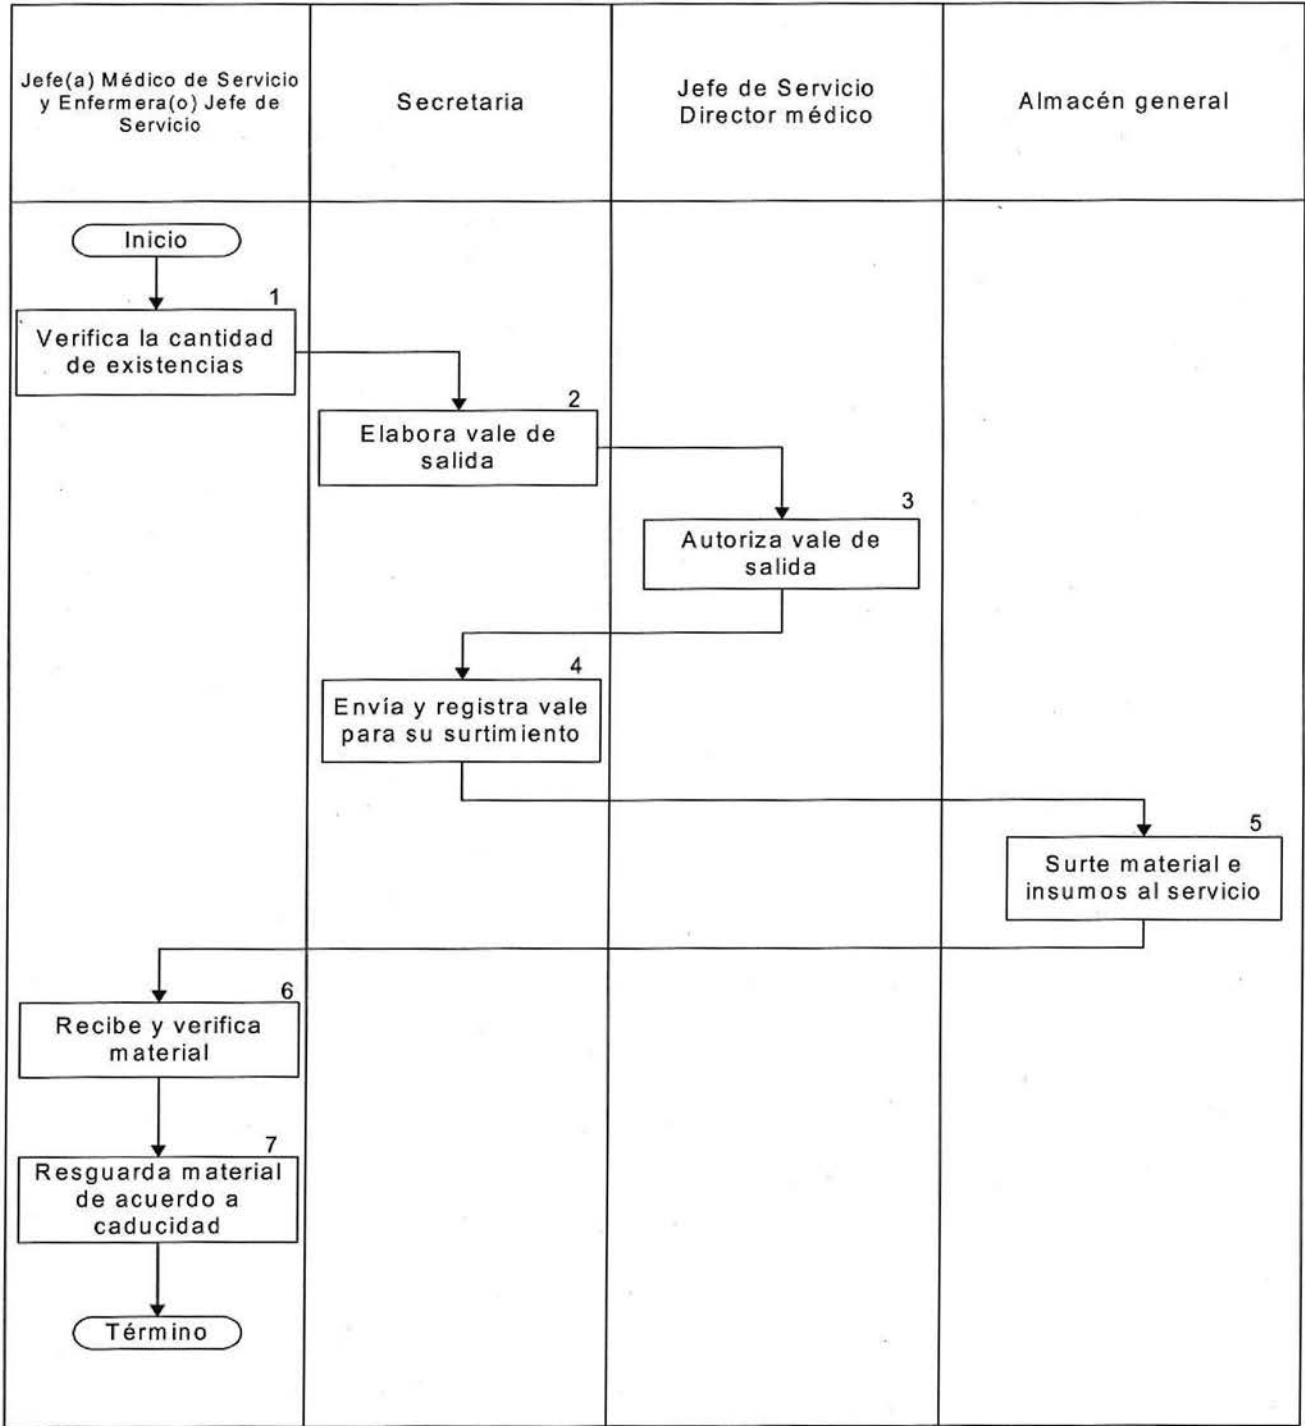 Jefe(a) Médico de Servicio
y Enfermera(o) Jefe de
Servicio
Secretaria
Jefe de Servicio
Director médico
Almacén general
Inicio
1
Verifica la cantidad
de existencias
2
Elabora vale de
salida
3
Autoriza vale de
salida
4
Envía y registra vale
para su surtimiento
5
Surte material e
insumos al servicio
6
Recibe y verifica
material
7
Resguarda material
de acuerdo a
caducidad
Término